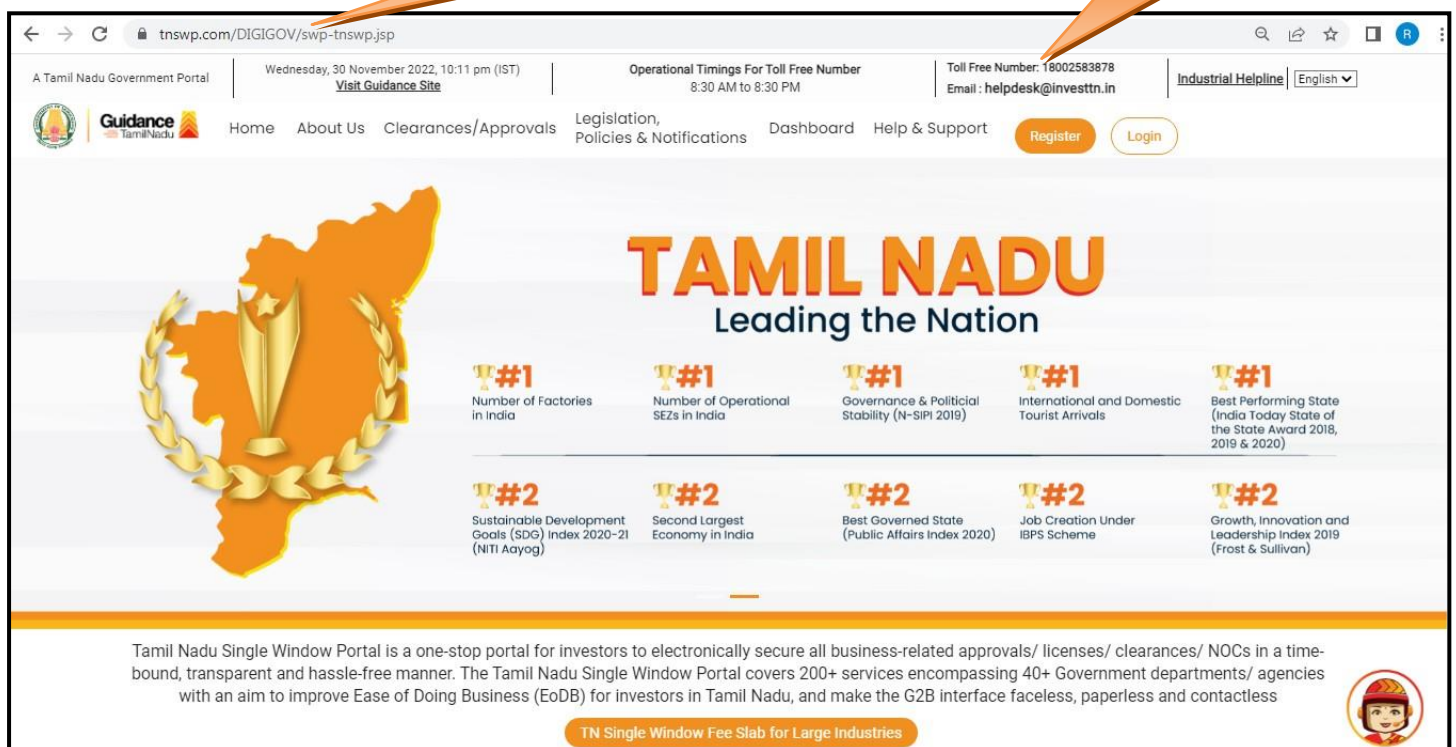 tnswp.com/DIGIGOV/swp-tnswp.jsp
R
A Tamil Nadu Government Portal
Wednesday, 30 November 2022, 10:11 pm (IST)
Visit Guidance Site
Operational Timings For Toll Free Number
8:30 AM to 8:30 PM
Toll Free Number: 18002583878
Email : helpdesk@investtn.in
Industrial Helpline
English
Guidance
TamilNadu
Home
About Us
Clearances/Approvals
Legislation,
Policies & Notifications
Dashboard
Help & Support
Register
Login
TAMIL NADU
Leading the Nation
#1
Number of Factories
in India
#1
Number of Operational
SEZs in India
#1
Governance & Politicial
Stability (N-SIPI 2019)
#1
International and Domestic
Tourist Arrivals
#1
Best Performing State
(India Today State of
the State Award 2018,
2019 & 2020)
#2
Sustainable Development
Goals (SDG) Index 2020-21
(NITI Aayog)
#2
Second Largest
Economy in India
#2
Best Governed State
(Public Affairs Index 2020)
#2
Job Creation Under
IBPS Scheme
#2
Growth, Innovation and
Leadership Index 2019
(Frost & Sullivan)
Tamil Nadu Single Window Portal is a one-stop portal for investors to electronically secure all business-related approvals/ licenses/ clearances/ NOCs in a time-
bound, transparent and hassle-free manner. The Tamil Nadu Single Window Portal covers 200+ services encompassing 40+ Government departments/ agencies
with an aim to improve Ease of Doing Business (EoDB) for investors in Tamil Nadu, and make the G2B interface faceless, paperless and contactless
TN Single Window Fee Slab for Large Industries